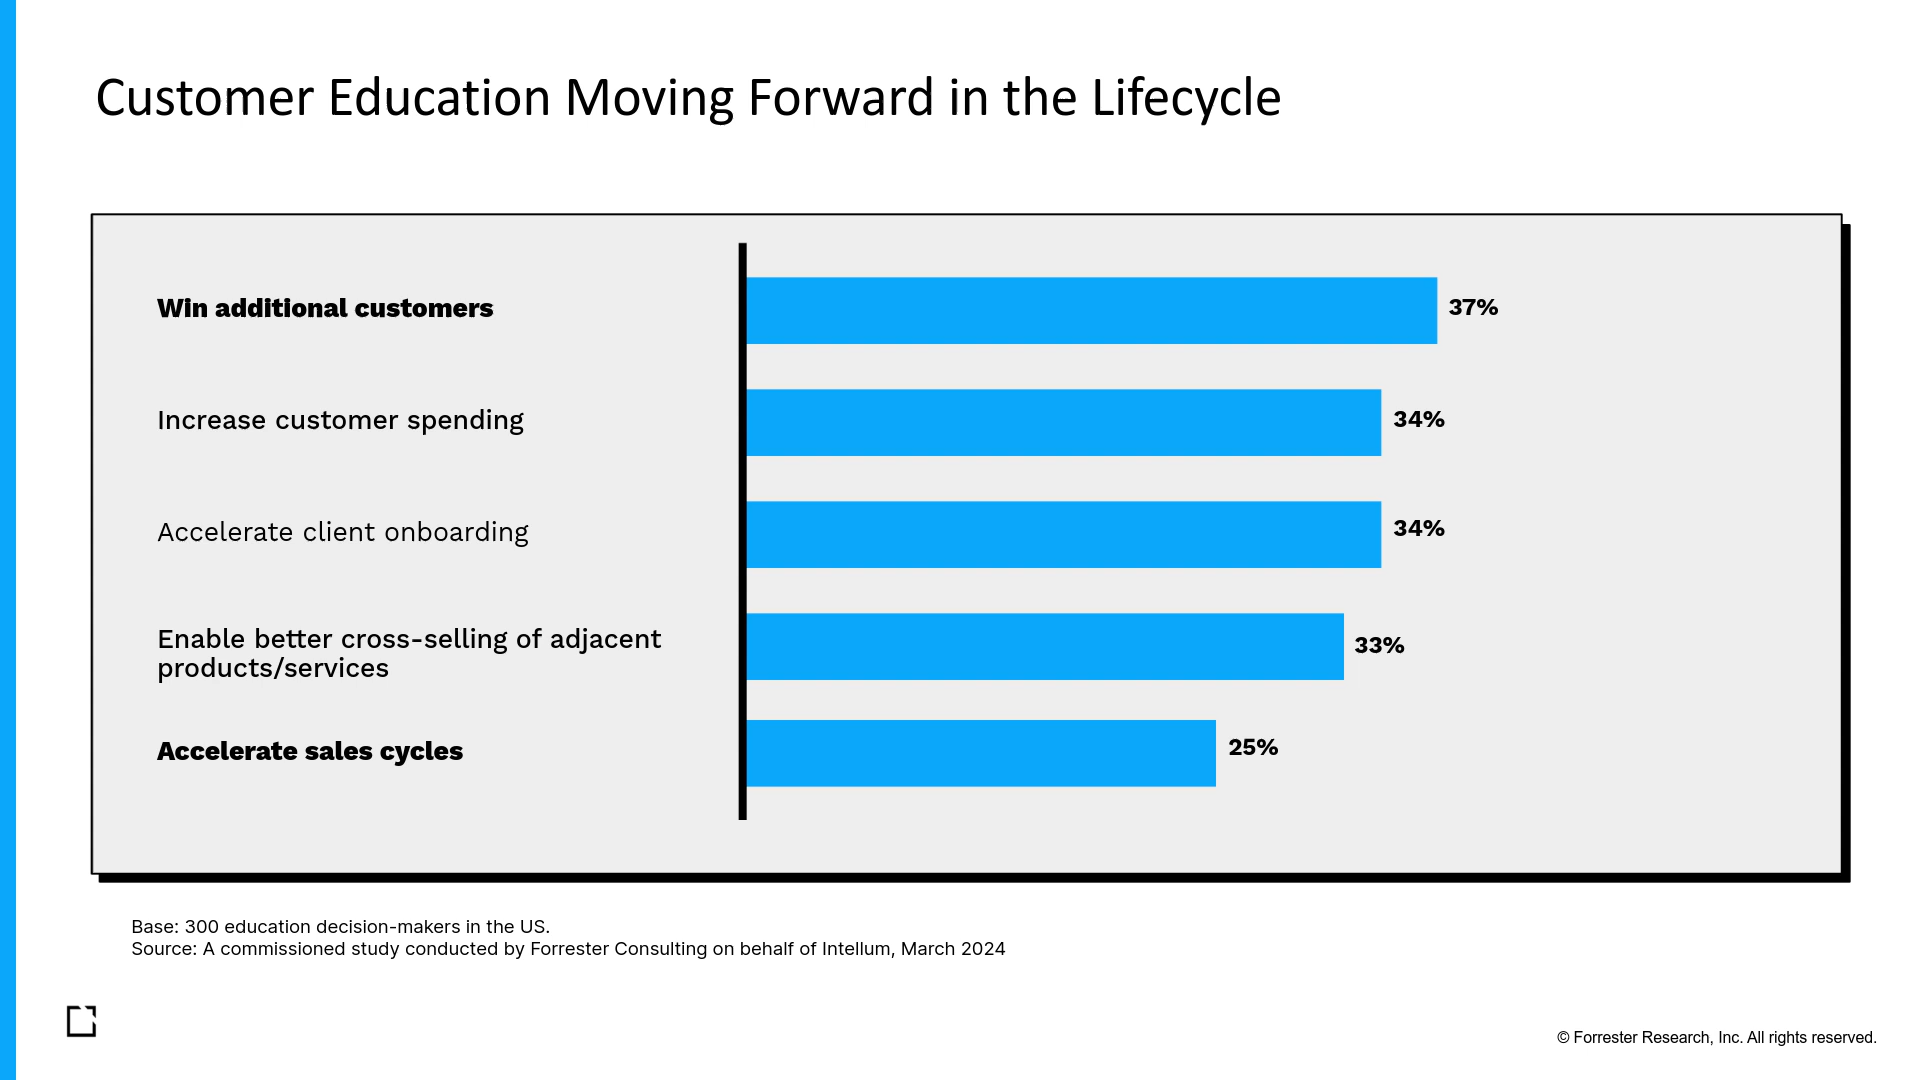 Customer Education Moving Forward in the Lifecycle
Win additional customers
37%
Increase customer spending
34%
Accelerate client onboarding
34%
Enable better cross-selling of adjacent
products/services
33%
Accelerate sales cycles
25%
Base: 300 education decision-makers in the US.
Source: A commissioned study conducted by Forrester Consulting on behalf of Intellum, March 2024
© Forrester Research, Inc. All rights reserved.